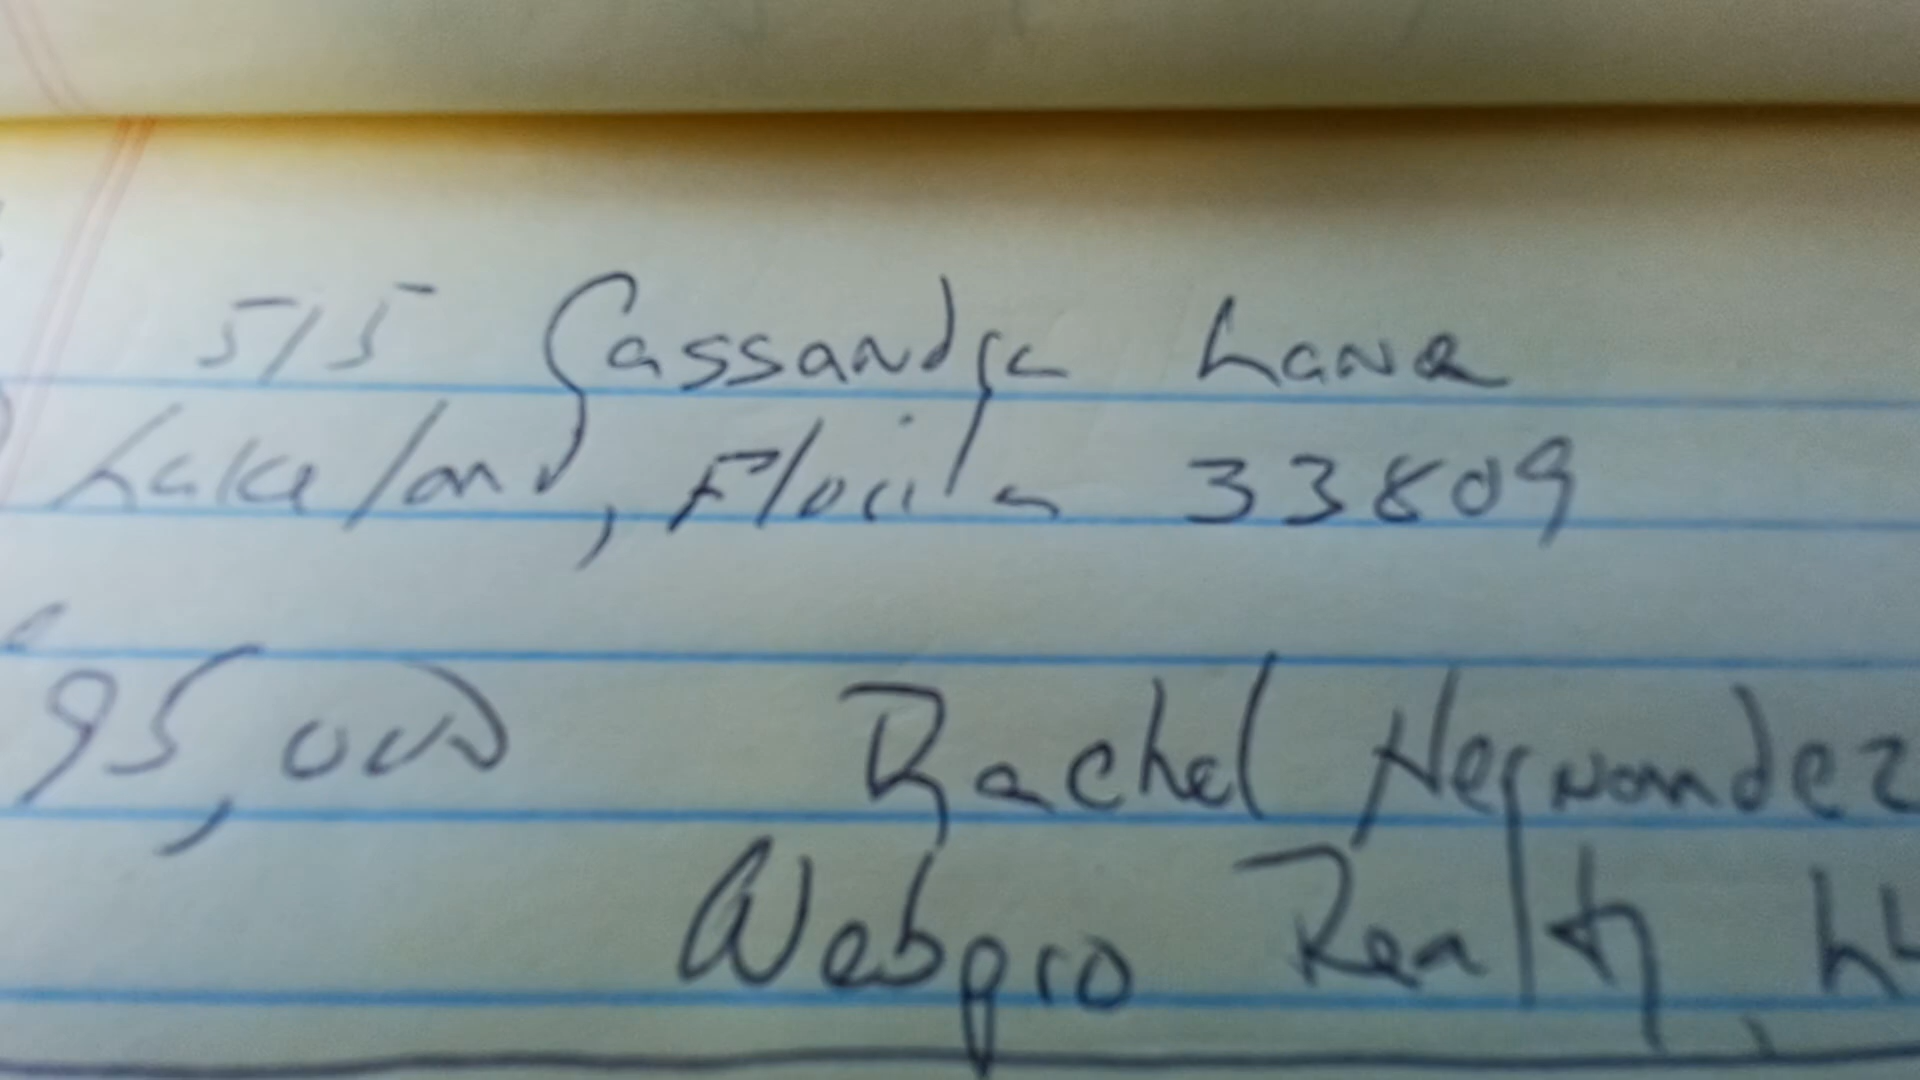 515 Cassandra Lane
Lakeland, Florida 33809
95,000 Rachel Hernandez
Webpro Realty,